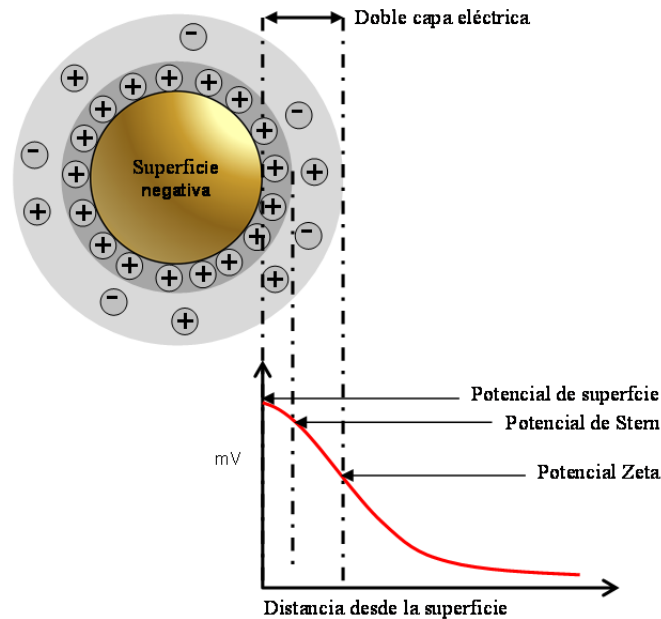 Doble capa eléctrica
Superficie
negativa
Potencial de superfcie
Potencial de Stern
mV
Potencial Zeta
Distancia desde la superficie